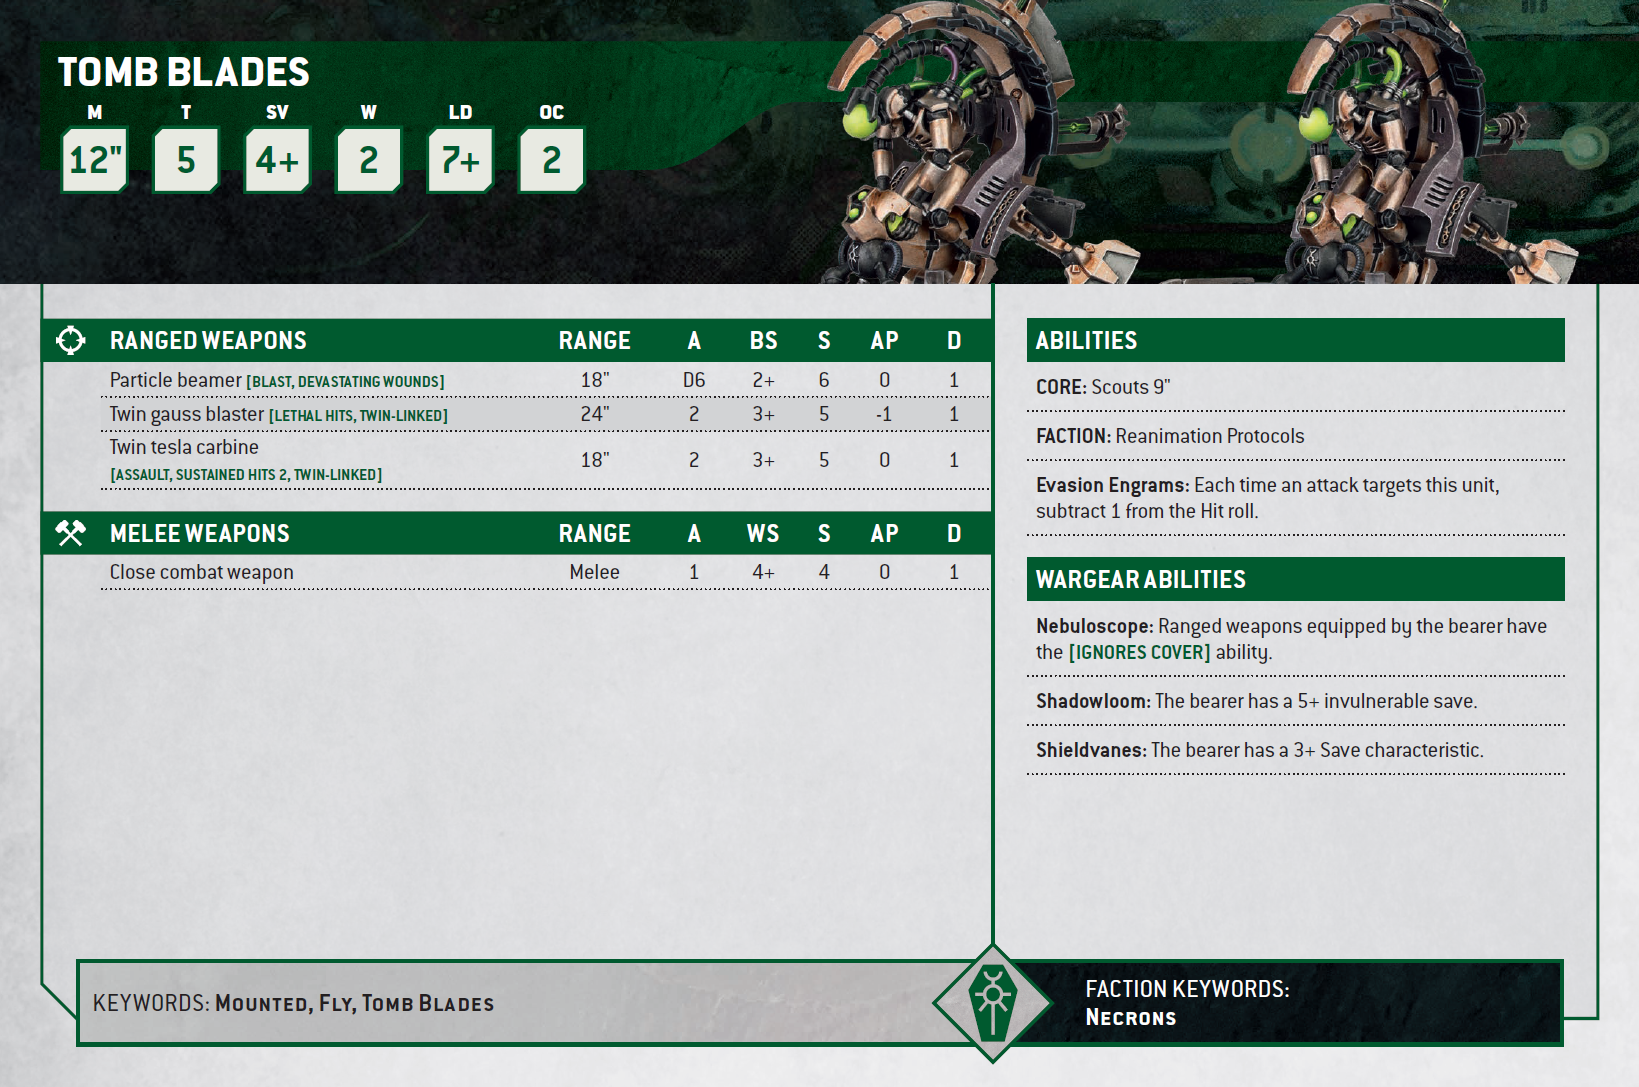 TOMB BLADES
M T SV W LD OC
12" 5 4+ 2 7+ 2
RANGED WEAPONS RANGE A BS S AP D
Particle beamer [BLAST, DEVASTATING WOUNDS] 18" D6 2+ 6 0 1
Twin gauss blaster [LETHAL HITS, TWIN-LINKED] 24" 2 3+ 5 -1 1
Twin tesla carbine
[ASSAULT, SUSTAINED HITS 2, TWIN-LINKED] 18" 2 3+ 5 0 1
MELEE WEAPONS RANGE A WS S AP D
Close combat weapon Melee 1 4+ 4 0 1
ABILITIES
CORE: Scouts 9"
FACTION: Reanimation Protocols
Evasion Engrams: Each time an attack targets this unit,
subtract 1 from the Hit roll.
WARGEAR ABILITIES
Nebuloscope: Ranged weapons equipped by the bearer have
the [IGNORES COVER] ability.
Shadowloom: The bearer has a 5+ invulnerable save.
Shieldvanes: The bearer has a 3+ Save characteristic.
KEYWORDS: MOUNTED, FLY, TOMB BLADES
FACTION KEYWORDS:
NECRONS